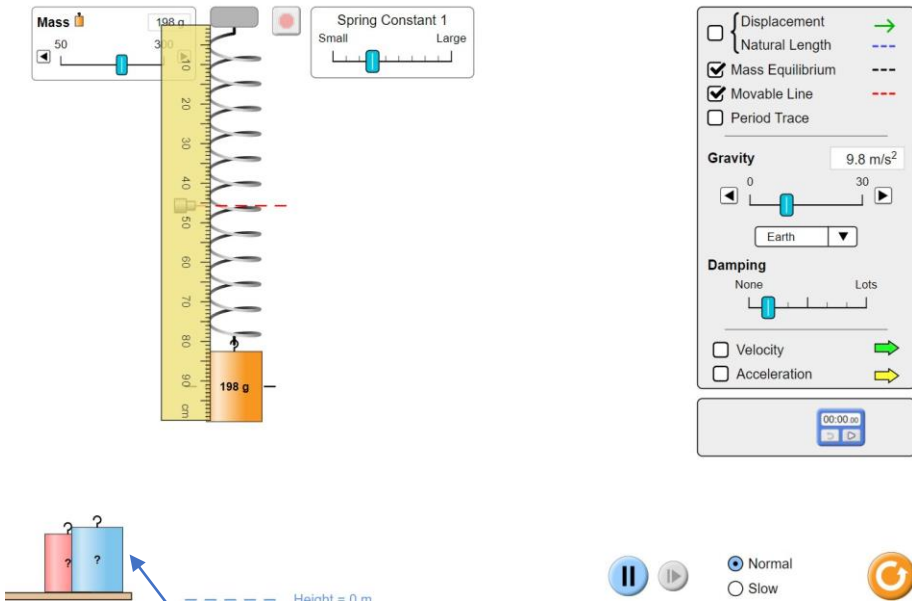 Mass 198 g
50
10
20
30
40
50
60
70
80
90
cm
198 g
Spring Constant 1
Small Large
Displacement
Natural Length
Mass Equilibrium
Movable Line
Period Trace
Gravity 9.8 m/s²
0 30
Earth
Damping
None Lots
Velocity
Acceleration
00:00.00
? ?
Height = 0 m
Normal
Slow